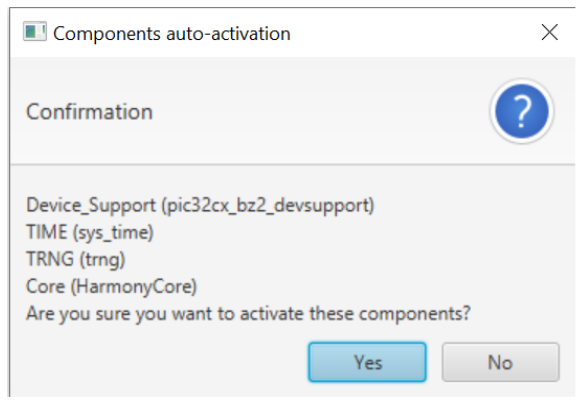 Components auto-activation
Confirmation
?
Device_Support (pic32cx_bz2_devsupport)
TIME (sys_time)
TRNG (trng)
Core (HarmonyCore)
Are you sure you want to activate these components?
Yes No